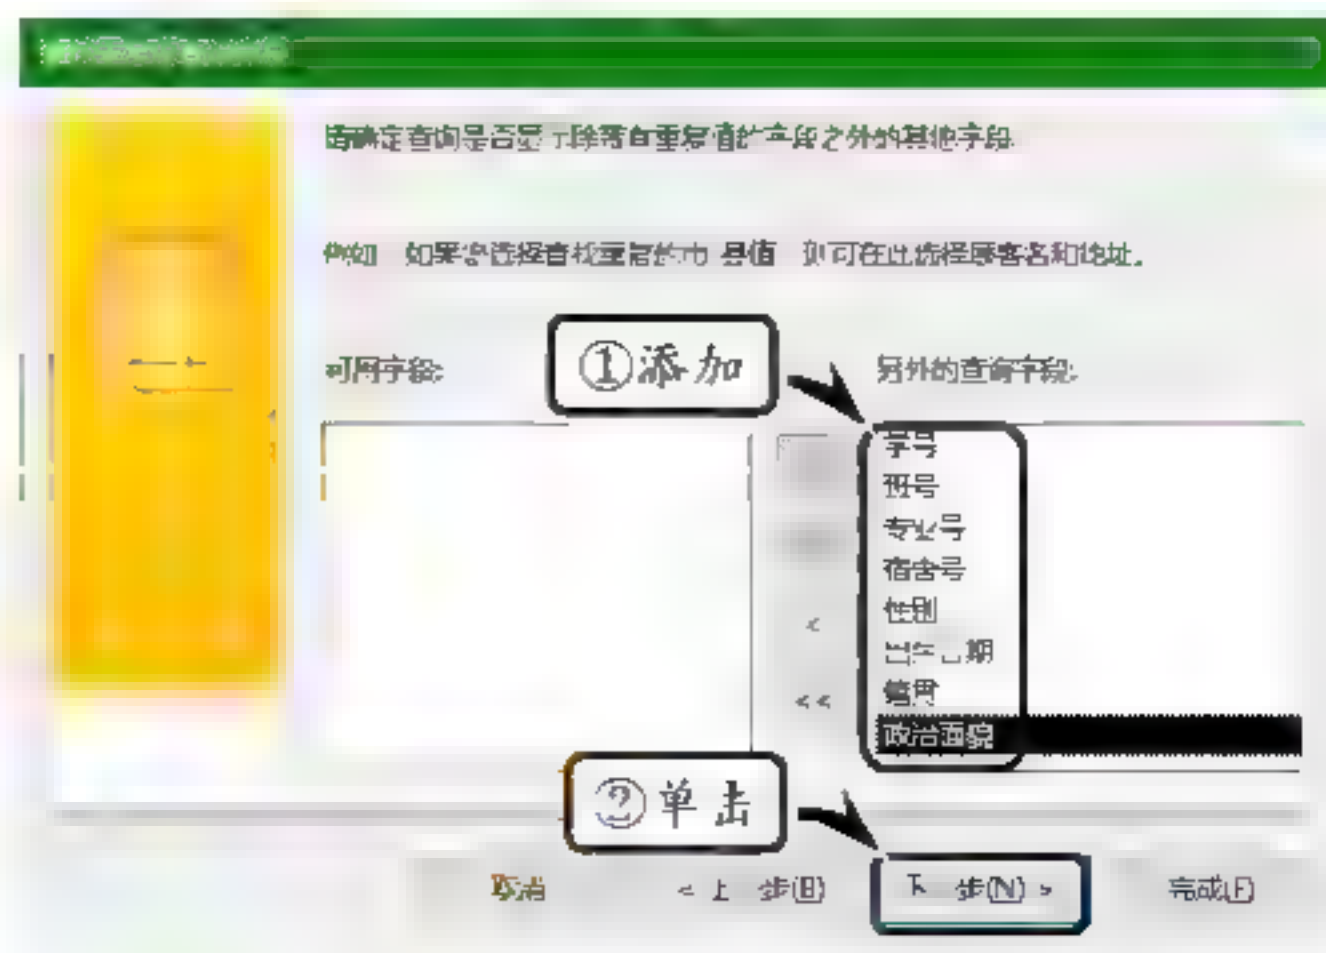 请确定查询是否显示除带有重复值的字段之外的其他字段
例如 如果您选择查找重复的市 县值 则可在此选择顾客名和地址。
①添加
可用字段:
另外的查询字段:
学号
班号
专业号
宿舍号
性别
出生日期
籍贯
政治面貌
<
<<
②单击
取消
< 上一步(B)
下一步(N) >
完成(F)